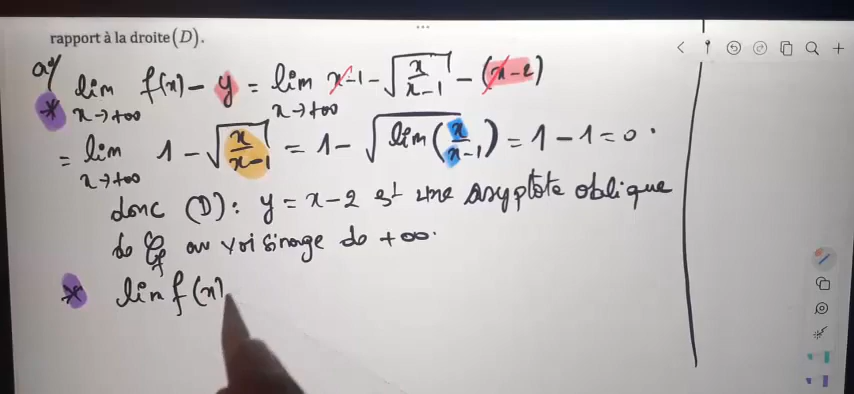 rapport à la droite (D).
a) lim f(x) - y = lim x-1-√(x/(x-1)) - (x-2)
x→+∞ x→+∞
= lim 1 - √(x/(x-1)) = 1 - √(lim(x/(x-1))) = 1-1=0.
x→+∞
donc (D): y = x-2 est une asyptote oblique
de Cf au voisinage de +∞.
* lim f(x)